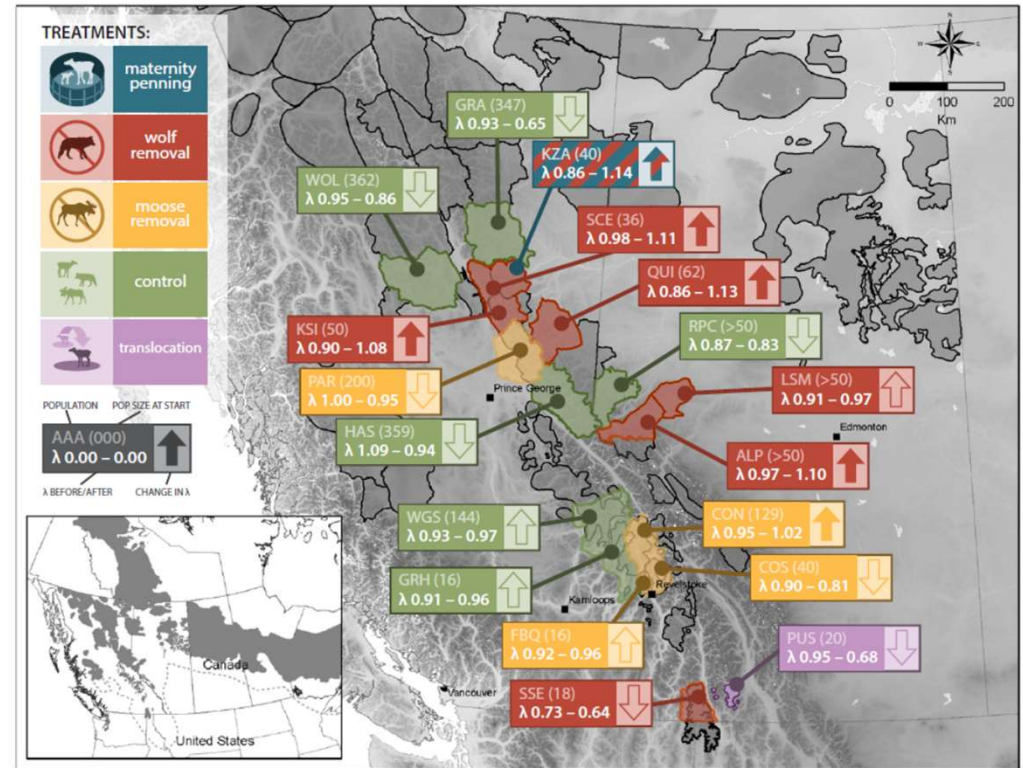 TREATMENTS:
maternity
penning
wolf
removal
moose
removal
control
translocation
POPULATION POP SIZE AT START
AAA (000)
λ 0.00 – 0.00
λ BEFORE/AFTER CHANGE IN λ
N
0 100 200
Km
GRA (347)
λ 0.93 – 0.65
KZA (40)
λ 0.86 – 1.14
WOL (362)
λ 0.95 – 0.86
SCE (36)
λ 0.98 – 1.11
QUI (62)
λ 0.86 – 1.13
KSI (50)
λ 0.90 – 1.08
RPC (>50)
λ 0.87 – 0.83
PAR (200)
λ 1.00 – 0.95
Prince George
LSM (>50)
λ 0.91 – 0.97
HAS (359)
λ 1.09 – 0.94
Edmonton
ALP (>50)
λ 0.97 – 1.10
WGS (144)
λ 0.93 – 0.97
CON (129)
λ 0.95 – 1.02
GRH (16)
λ 0.91 – 0.96
COS (40)
λ 0.90 – 0.81
Revelstoke
Kamloops
FBQ (16)
λ 0.92 – 0.96
PUS (20)
λ 0.95 – 0.68
SSE (18)
λ 0.73 – 0.64
Vancouver
Canada
United States